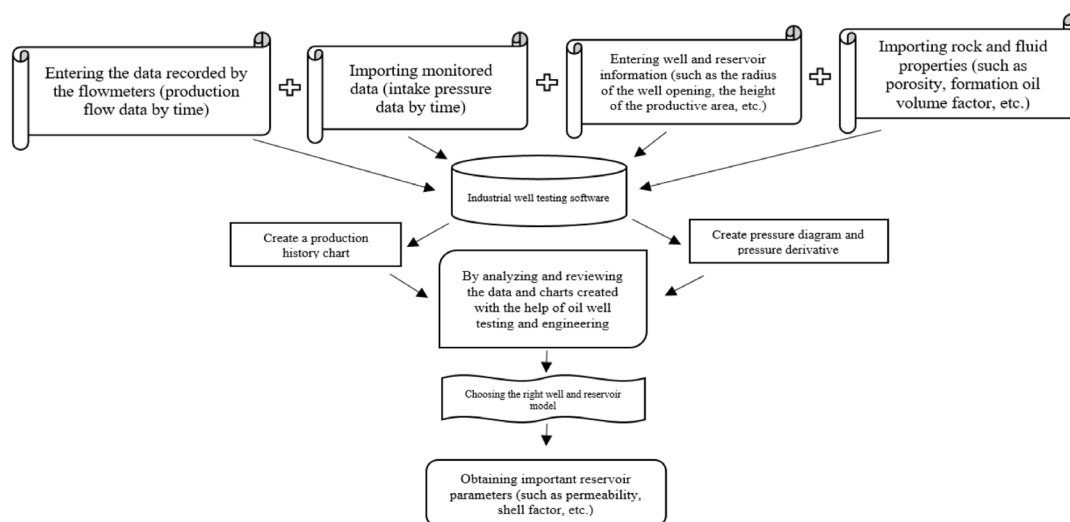 Entering the data recorded by
the flowmeters (production
flow data by time)
Importing monitored
data (intake pressure
data by time)
Entering well and reservoir
information (such as the radius
of the well opening, the height
of the productive area, etc.)
Importing rock and fluid
properties (such as
porosity, formation oil
volume factor, etc.)
Industrial well testing software
Create a production
history chart
Create pressure diagram and
pressure derivative
By analyzing and reviewing
the data and charts created
with the help of oil well
testing and engineering
Choosing the right well and reservoir
model
Obtaining important reservoir
parameters (such as permeability,
shell factor, etc.)